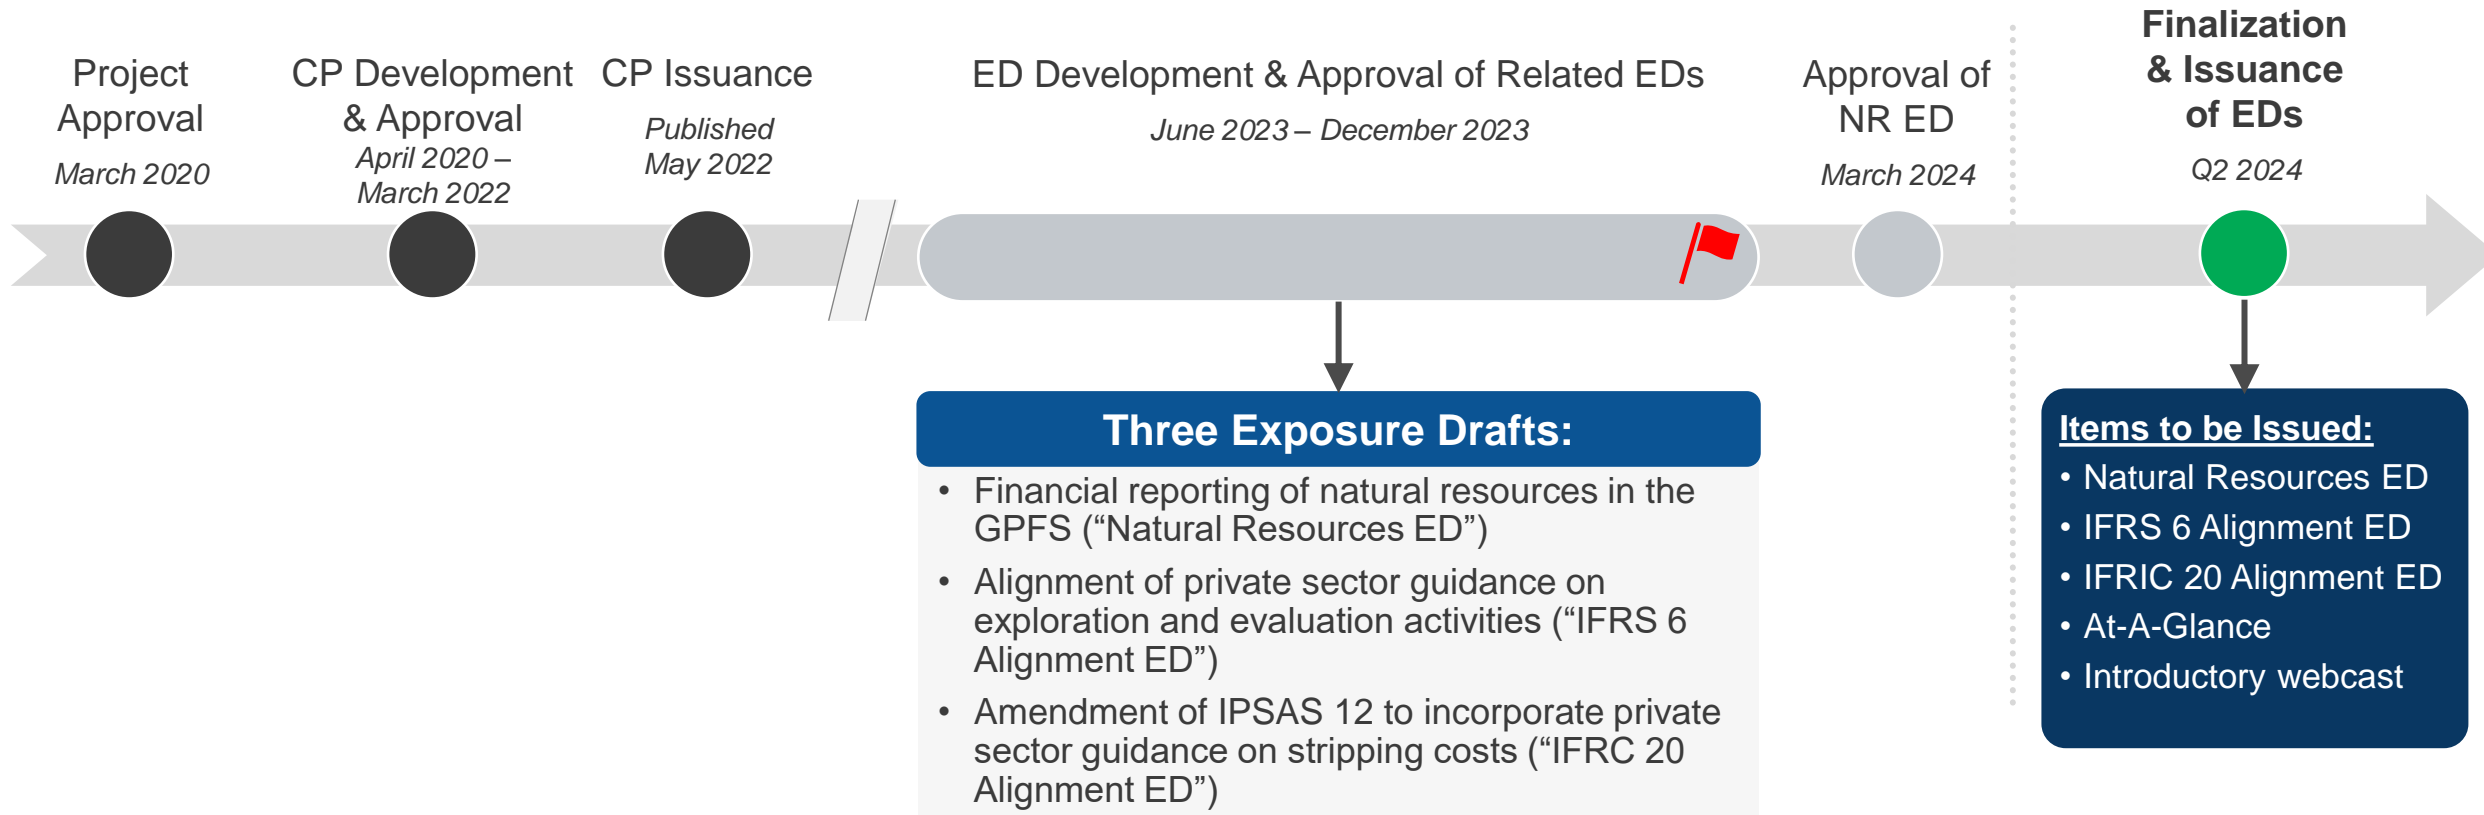 Project
Approval
March 2020
CP Development
& Approval
April 2020 –
March 2022
CP Issuance
Published
May 2022
ED Development & Approval of Related EDs
June 2023 – December 2023
Approval of
NR ED
March 2024
Finalization
& Issuance
of EDs
Q2 2024
Three Exposure Drafts:
• Financial reporting of natural resources in the
GPFS (“Natural Resources ED”)
• Alignment of private sector guidance on
exploration and evaluation activities (“IFRS 6
Alignment ED”)
• Amendment of IPSAS 12 to incorporate private
sector guidance on stripping costs (“IFRC 20
Alignment ED”)
Items to be Issued:
• Natural Resources ED
• IFRS 6 Alignment ED
• IFRIC 20 Alignment ED
• At-A-Glance
• Introductory webcast